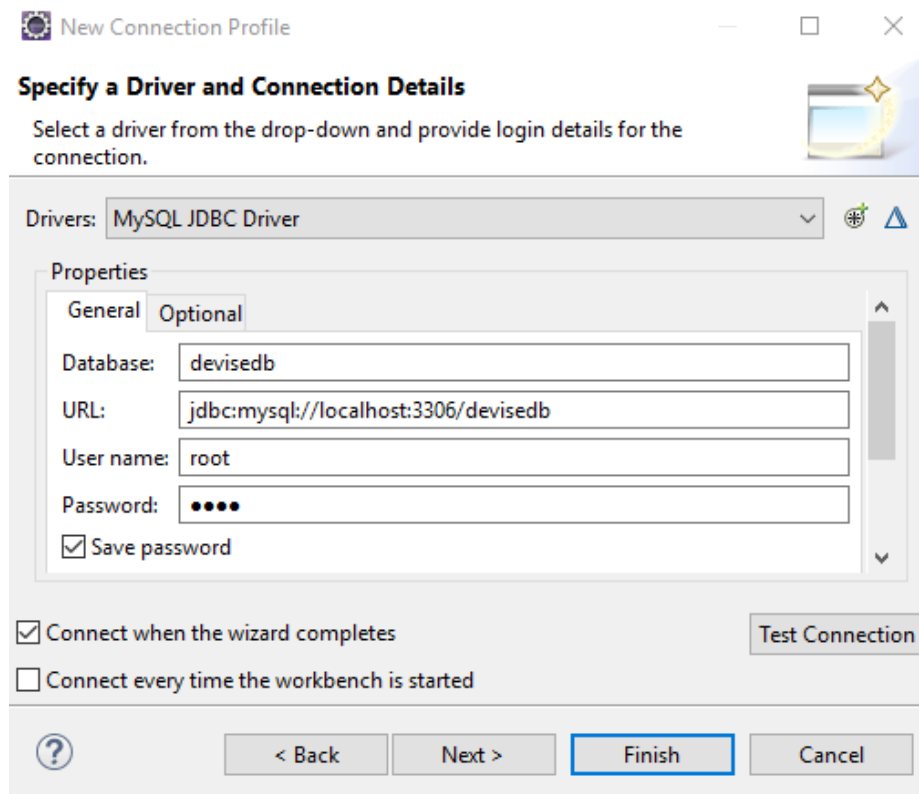 New Connection Profile
Specify a Driver and Connection Details
Select a driver from the drop-down and provide login details for the
connection.
Drivers: MySQL JDBC Driver
Properties
General Optional
Database: devisedb
URL: jdbc:mysql://localhost:3306/devisedb
User name: root
Password: ●●●●
Save password
Connect when the wizard completes
Test Connection
Connect every time the workbench is started
? < Back Next > Finish Cancel